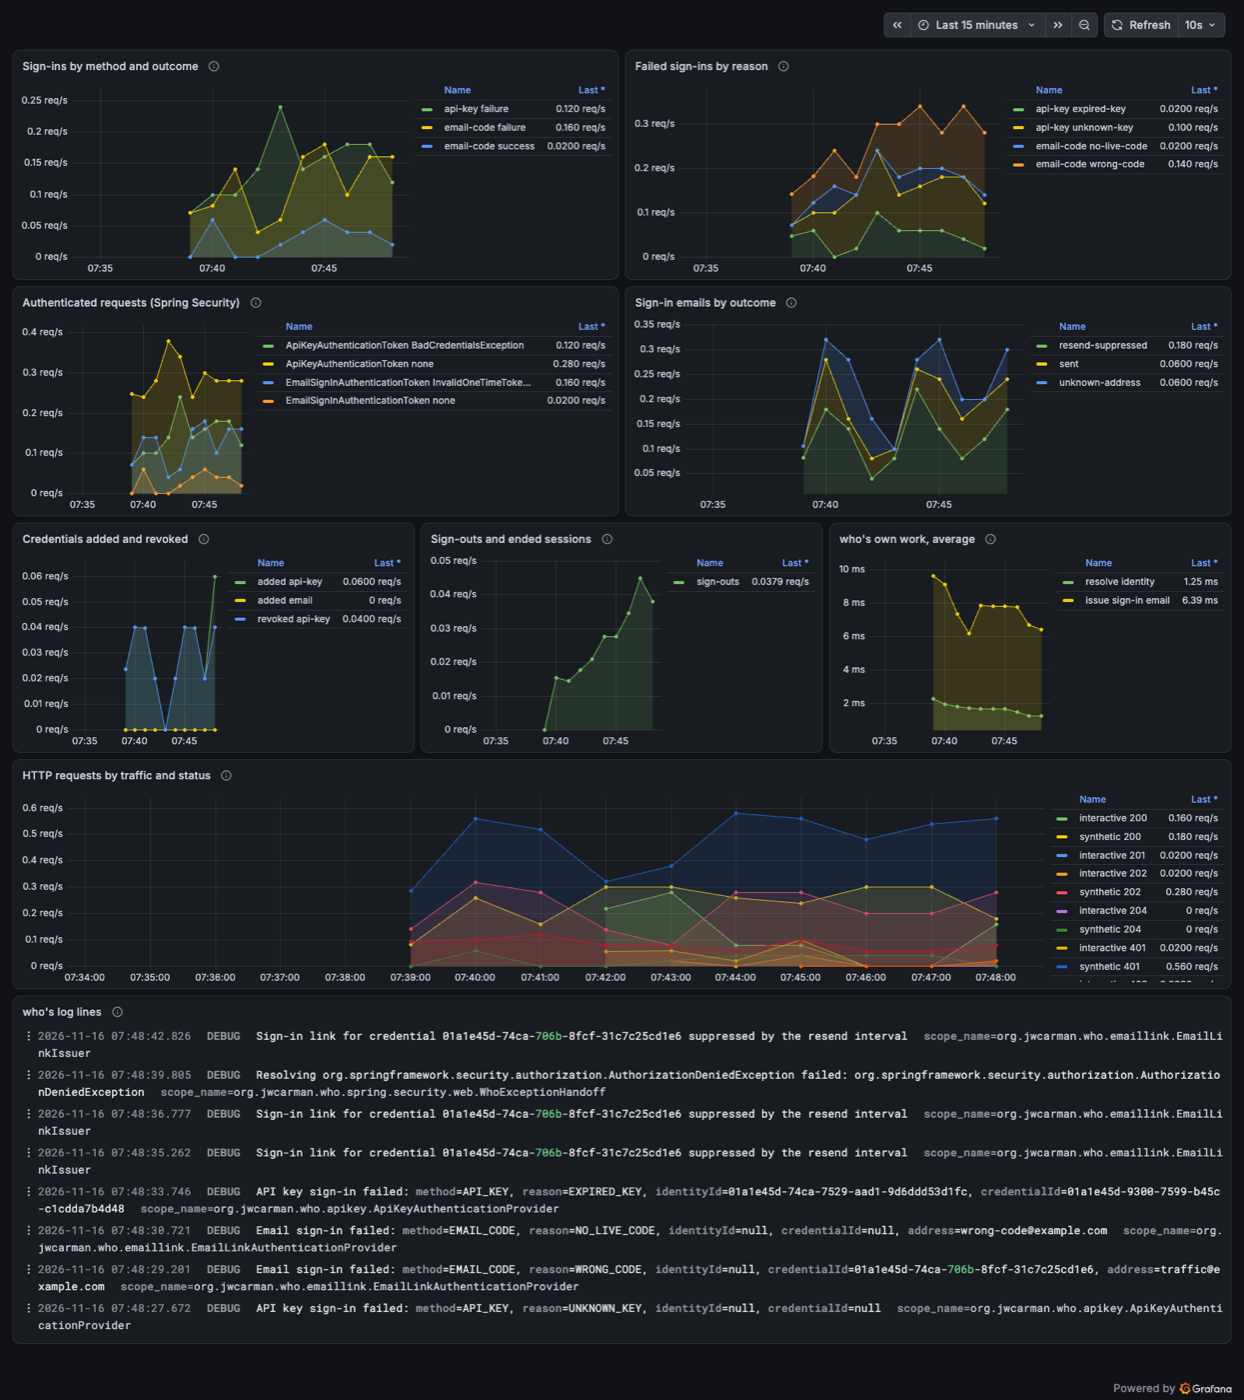 Last 15 minutes
Refresh
10s
Sign-ins by method and outcome
0.25 req/s
0.2 req/s
0.15 req/s
0.1 req/s
0.05 req/s
0 req/s
07:35
07:40
07:45
Name Last *
api-key failure 0.120 req/s
email-code failure 0.160 req/s
email-code success 0.0200 req/s
Failed sign-ins by reason
0.3 req/s
0.2 req/s
0.1 req/s
0 req/s
07:35
07:40
07:45
Name Last *
api-key expired-key 0.0200 req/s
api-key unknown-key 0.100 req/s
email-code no-live-code 0.0200 req/s
email-code wrong-code 0.140 req/s
Authenticated requests (Spring Security)
0.4 req/s
0.3 req/s
0.2 req/s
0.1 req/s
0 req/s
07:35
07:40
07:45
Name Last *
ApiKeyAuthenticationToken BadCredentialsException 0.120 req/s
ApiKeyAuthenticationToken none 0.280 req/s
EmailSignInAuthenticationToken InvalidOneTimeToke... 0.160 req/s
EmailSignInAuthenticationToken none 0.0200 req/s
Sign-in emails by outcome
0.35 req/s
0.3 req/s
0.25 req/s
0.2 req/s
0.15 req/s
0.1 req/s
0.05 req/s
07:35
07:40
07:45
Name Last *
resend-suppressed 0.180 req/s
sent 0.0600 req/s
unknown-address 0.0600 req/s
Credentials added and revoked
0.06 req/s
0.05 req/s
0.04 req/s
0.03 req/s
0.02 req/s
0.01 req/s
0 req/s
07:35
07:40
07:45
Name Last *
added api-key 0.0600 req/s
added email 0 req/s
revoked api-key 0.0400 req/s
Sign-outs and ended sessions
0.05 req/s
0.04 req/s
0.03 req/s
0.02 req/s
0.01 req/s
0 req/s
07:35
07:40
07:45
Name Last *
sign-outs 0.0379 req/s
who's own work, average
10 ms
8 ms
6 ms
4 ms
2 ms
07:35
07:40
07:45
Name Last *
resolve identity 1.25 ms
issue sign-in email 6.39 ms
HTTP requests by traffic and status
0.6 req/s
0.5 req/s
0.4 req/s
0.3 req/s
0.2 req/s
0.1 req/s
0 req/s
07:34:00
07:35:00
07:36:00
07:37:00
07:38:00
07:39:00
07:40:00
07:41:00
07:42:00
07:43:00
07:44:00
07:45:00
07:46:00
07:47:00
07:48:00
Name Last *
interactive 200 0.160 req/s
synthetic 200 0.180 req/s
interactive 201 0.0200 req/s
interactive 202 0.0200 req/s
synthetic 202 0.280 req/s
interactive 204 0 req/s
synthetic 204 0 req/s
interactive 401 0.0200 req/s
synthetic 401 0.560 req/s
who's log lines
2026-11-16 07:48:42.826 DEBUG Sign-in link for credential 01a1e45d-74ca-706b-8fcf-31c7c25cd1e6 suppressed by the resend interval scope_name=org.jwcarman.who.emaillink.EmailLi
nkIssuer
2026-11-16 07:48:39.805 DEBUG Resolving org.springframework.security.authorization.AuthorizationDeniedException failed: org.springframework.security.authorization.Authorizatio
nDeniedException scope_name=org.jwcarman.who.spring.security.web.WhoExceptionHandoff
2026-11-16 07:48:36.777 DEBUG Sign-in link for credential 01a1e45d-74ca-706b-8fcf-31c7c25cd1e6 suppressed by the resend interval scope_name=org.jwcarman.who.emaillink.EmailLi
nkIssuer
2026-11-16 07:48:35.262 DEBUG Sign-in link for credential 01a1e45d-74ca-706b-8fcf-31c7c25cd1e6 suppressed by the resend interval scope_name=org.jwcarman.who.emaillink.EmailLi
nkIssuer
2026-11-16 07:48:33.746 DEBUG API key sign-in failed: method=API_KEY, reason=EXPIRED_KEY, identityId=01a1e45d-74ca-7529-aad1-9d6ddd53d1fc, credentialId=01a1e45d-9300-7599-b45c
-c1cdda7b4d48 scope_name=org.jwcarman.who.apikey.ApiKeyAuthenticationProvider
2026-11-16 07:48:30.721 DEBUG Email sign-in failed: method=EMAIL_CODE, reason=NO_LIVE_CODE, identityId=null, credentialId=null, address=wrong-code@example.com scope_name=org.
jwcarman.who.emaillink.EmailLinkAuthenticationProvider
2026-11-16 07:48:29.201 DEBUG Email sign-in failed: method=EMAIL_CODE, reason=WRONG_CODE, identityId=null, credentialId=01a1e45d-74ca-706b-8fcf-31c7c25cd1e6, address=traffic@e
xample.com scope_name=org.jwcarman.who.emaillink.EmailLinkAuthenticationProvider
2026-11-16 07:48:27.672 DEBUG API key sign-in failed: method=API_KEY, reason=UNKNOWN_KEY, identityId=null, credentialId=null scope_name=org.jwcarman.who.apikey.ApiKeyAuthenti
cationProvider
Powered by Grafana